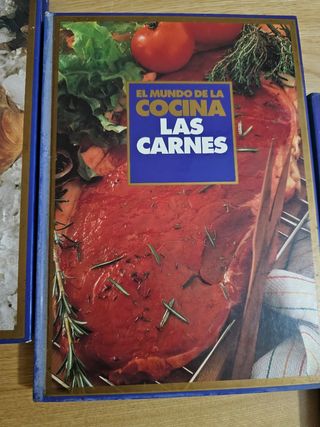 EL MUNDO DE LA
COCINA
LAS
CARNES